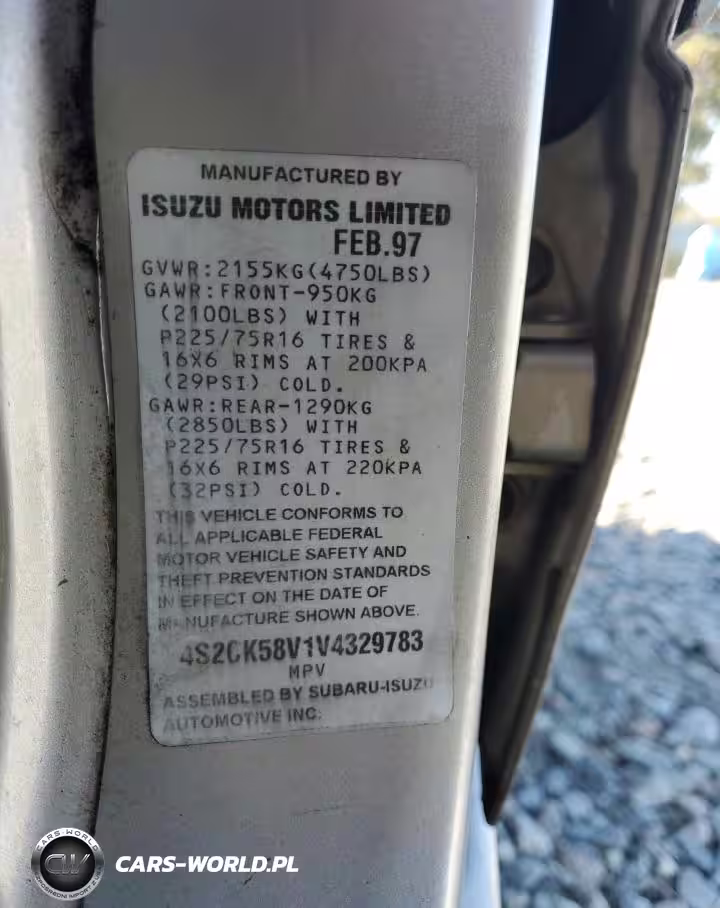 MANUFACTURED BY
ISUZU MOTORS LIMITED
FEB.97
GVWR:2155KG(4750LBS)
GAWR:FRONT-950KG
(2100LBS) WITH
P225/75R16 TIRES &
16X6 RIMS AT 200KPA
(29PSI) COLD.
GAWR:REAR-1290KG
(2850LBS) WITH
P225/75R16 TIRES &
16X6 RIMS AT 220KPA
(32PSI) COLD.
THIS VEHICLE CONFORMS TO
ALL APPLICABLE FEDERAL
MOTOR VEHICLE SAFETY AND
THEFT PREVENTION STANDARDS
IN EFFECT ON THE DATE OF
MANUFACTURE SHOWN ABOVE.
4S2CK58V1V4329783
MPV
ASSEMBLED BY SUBARU-ISUZU
AUTOMOTIVE INC.
CARS-WORLD
CW
CARS-WORLD.PL